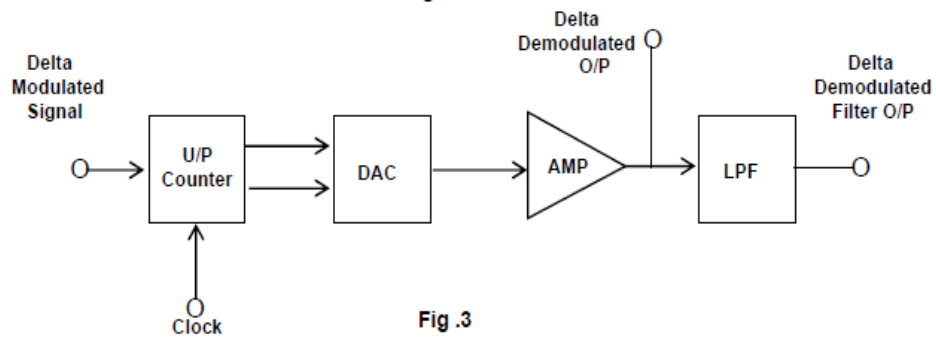 Delta
Modulated
Signal
U/P
Counter
Clock
DAC
AMP
Delta
Demodulated
O/P
LPF
Delta
Demodulated
Filter O/P
Fig .3